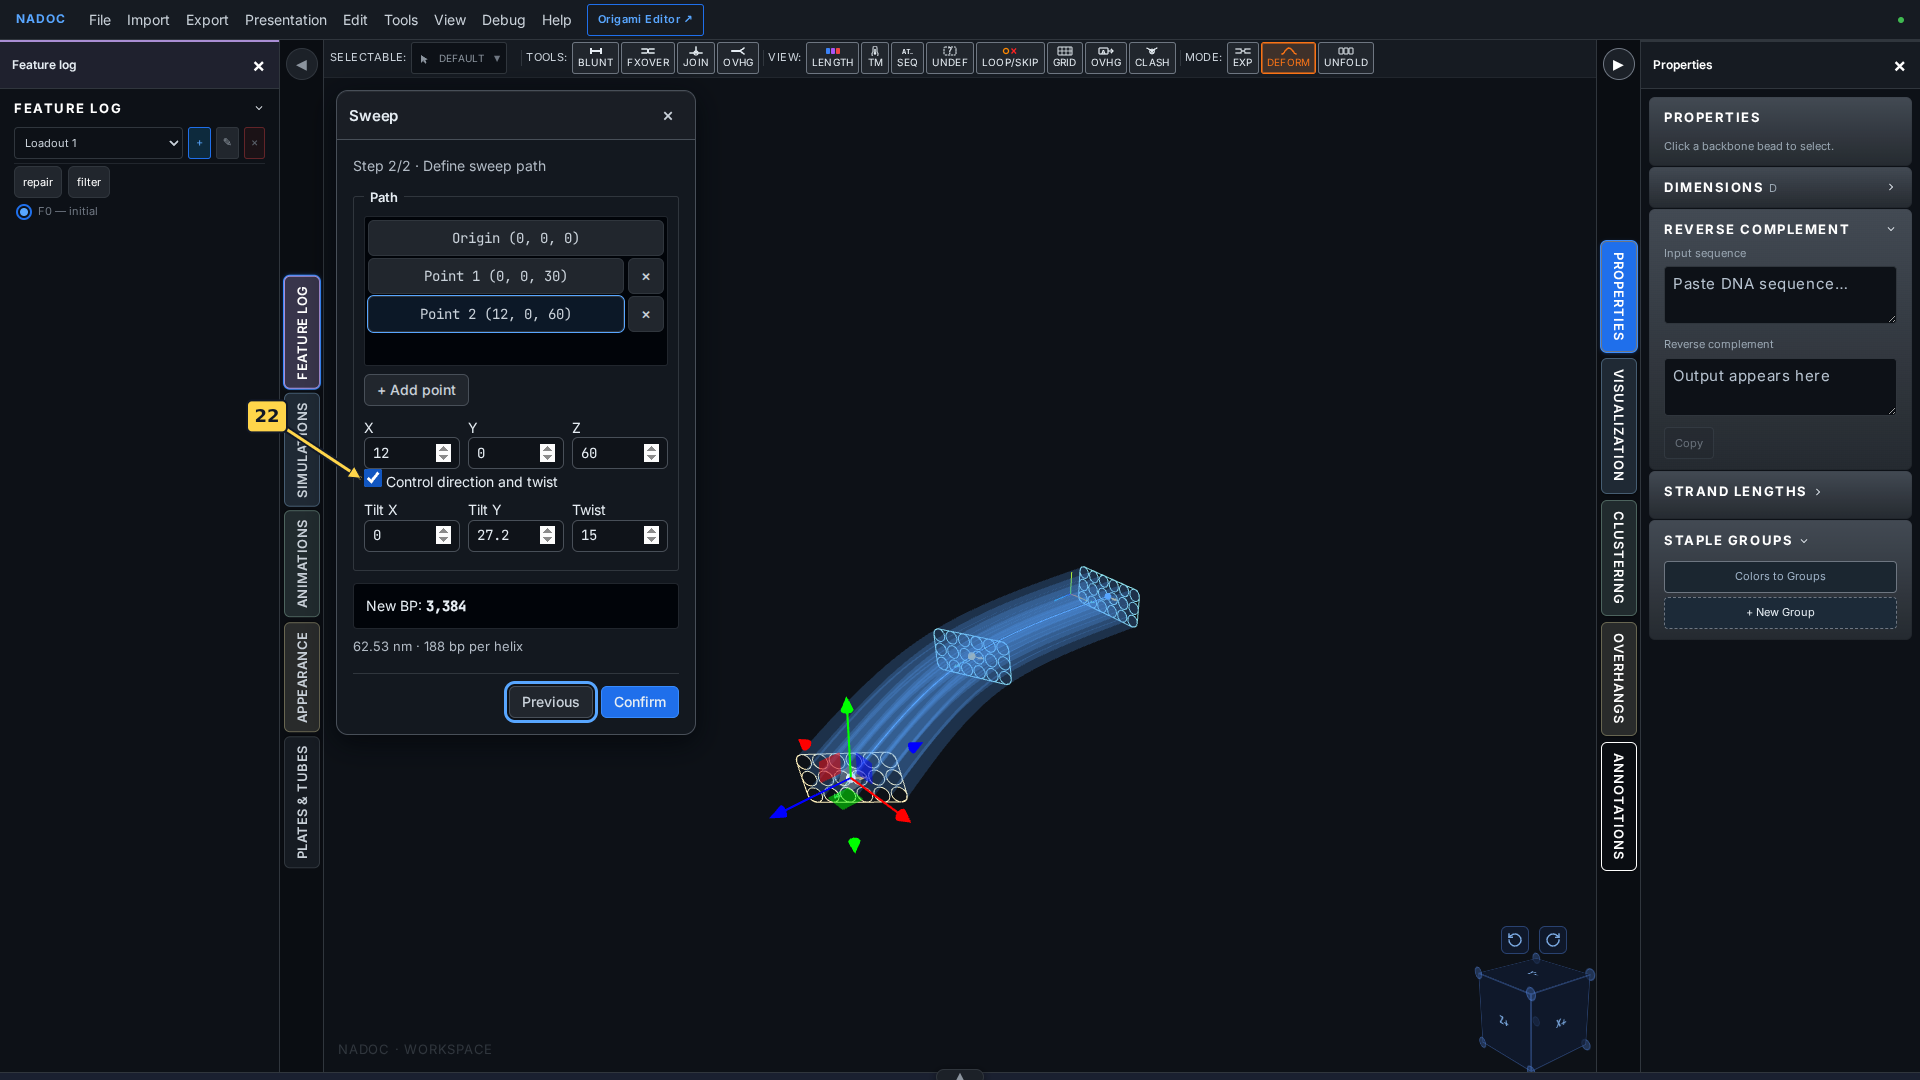 NADOC File Import Export Presentation Edit Tools View Debug Help Origami Editor ↗
Feature log ×
FEATURE LOG
Loadout 1 + ✎ ×
repair filter
F0 — initial
FEATURE LOG
SIMULATIONS
ANIMATIONS
APPEARANCE
PLATES & TUBES
SELECTABLE: DEFAULT TOOLS: BLUNT FXOVER JOIN OVHG VIEW: LENGTH TM SEQ UNDEF LOOP/SKIP GRID OVHG CLASH MODE: EXP DEFORM UNFOLD
Sweep ×
Step 2/2 · Define sweep path
Path
Origin (0, 0, 0)
Point 1 (0, 0, 30) ×
Point 2 (12, 0, 60) ×
+ Add point
22
X Y Z
12 0 60
Control direction and twist
Tilt X Tilt Y Twist
0 27.2 15
New BP: 3,384
62.53 nm · 188 bp per helix
Previous Confirm
NADOC · WORKSPACE
PROPERTIES
VISUALIZATION
CLUSTERING
OVERHANGS
ANNOTATIONS
Properties ×
PROPERTIES
Click a backbone bead to select.
DIMENSIONS D
REVERSE COMPLEMENT
Input sequence
Paste DNA sequence...
Reverse complement
Output appears here
Copy
STRAND LENGTHS
STAPLE GROUPS
Colors to Groups
+ New Group